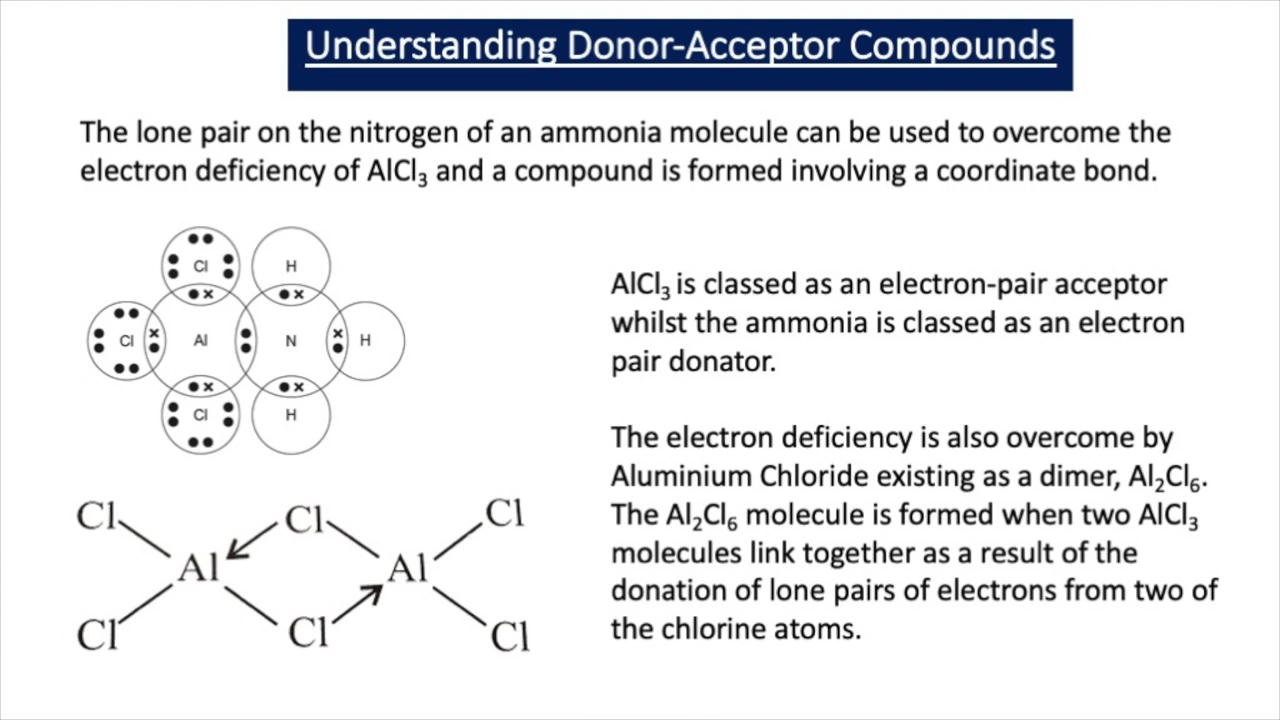 Understanding Donor-Acceptor Compounds
The lone pair on the nitrogen of an ammonia molecule can be used to overcome the
electron deficiency of AlCl₃ and a compound is formed involving a coordinate bond.
Cl H
Cl Al N H
Cl H
AlCl₃ is classed as an electron-pair acceptor
whilst the ammonia is classed as an electron
pair donator.
The electron deficiency is also overcome by
Aluminium Chloride existing as a dimer, Al₂Cl₆.
The Al₂Cl₆ molecule is formed when two AlCl₃
molecules link together as a result of the
donation of lone pairs of electrons from two of
the chlorine atoms.
Cl Cl Cl
Al Al
Cl Cl Cl